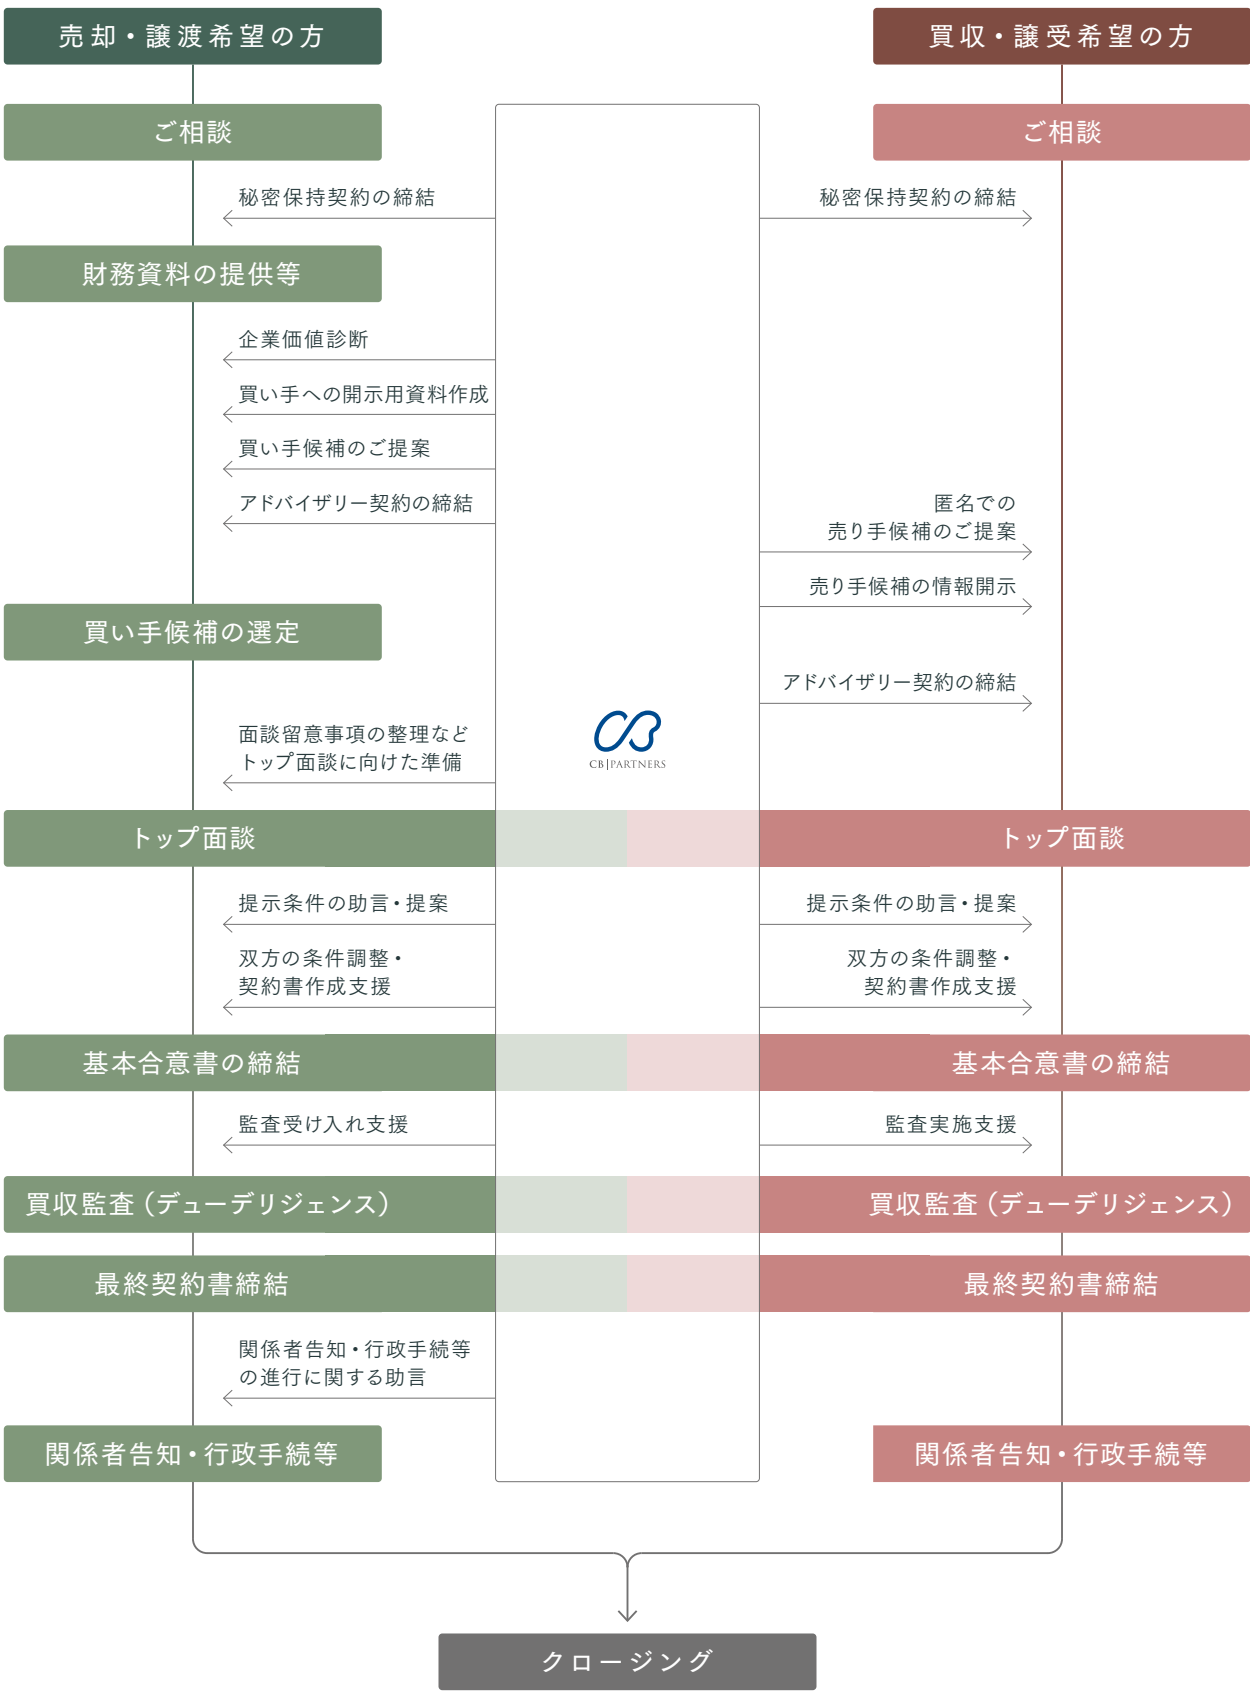 売却・譲渡希望の方
買収・譲受希望の方
ご相談
ご相談
秘密保持契約の締結
秘密保持契約の締結
財務資料の提供等
企業価値診断
買い手への開示用資料作成
買い手候補のご提案
アドバイザリー契約の締結
匿名での
売り手候補のご提案
売り手候補の情報開示
買い手候補の選定
アドバイザリー契約の締結
面談留意事項の整理など
トップ面談に向けた準備
CB|PARTNERS
トップ面談
トップ面談
提示条件の助言・提案
提示条件の助言・提案
双方の条件調整・
契約書作成支援
双方の条件調整・
契約書作成支援
基本合意書の締結
基本合意書の締結
監査受け入れ支援
監査実施支援
買収監査（デューデリジェンス）
買収監査（デューデリジェンス）
最終契約書締結
最終契約書締結
関係者告知・行政手続等
の進行に関する助言
関係者告知・行政手続等
関係者告知・行政手続等
クロージング